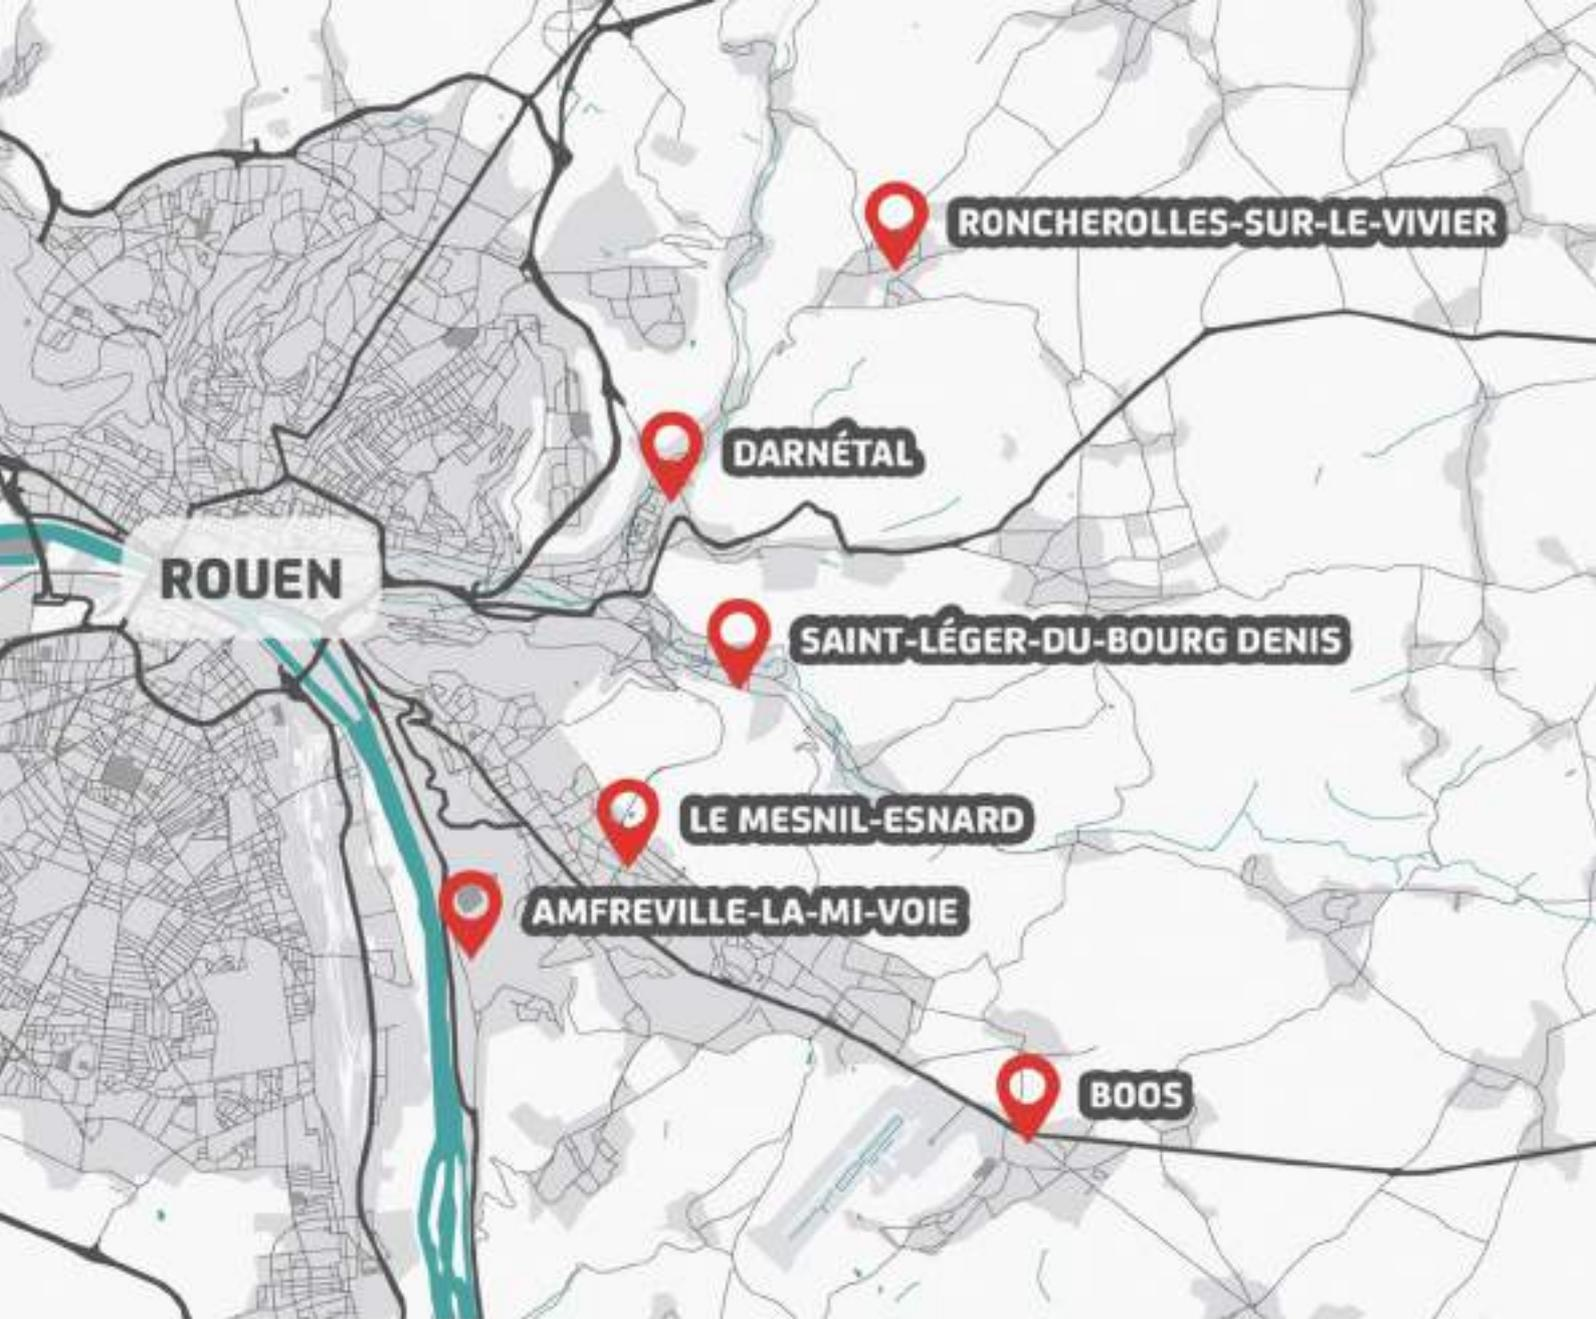 RONCHEROLLES-SUR-LE-VIVIER
DARNÉTAL
ROUEN
SAINT-LÉGER-DU-BOURG DENIS
LE MESNIL-ESNARD
AMFREVILLE-LA-MI-VOIE
BOOS